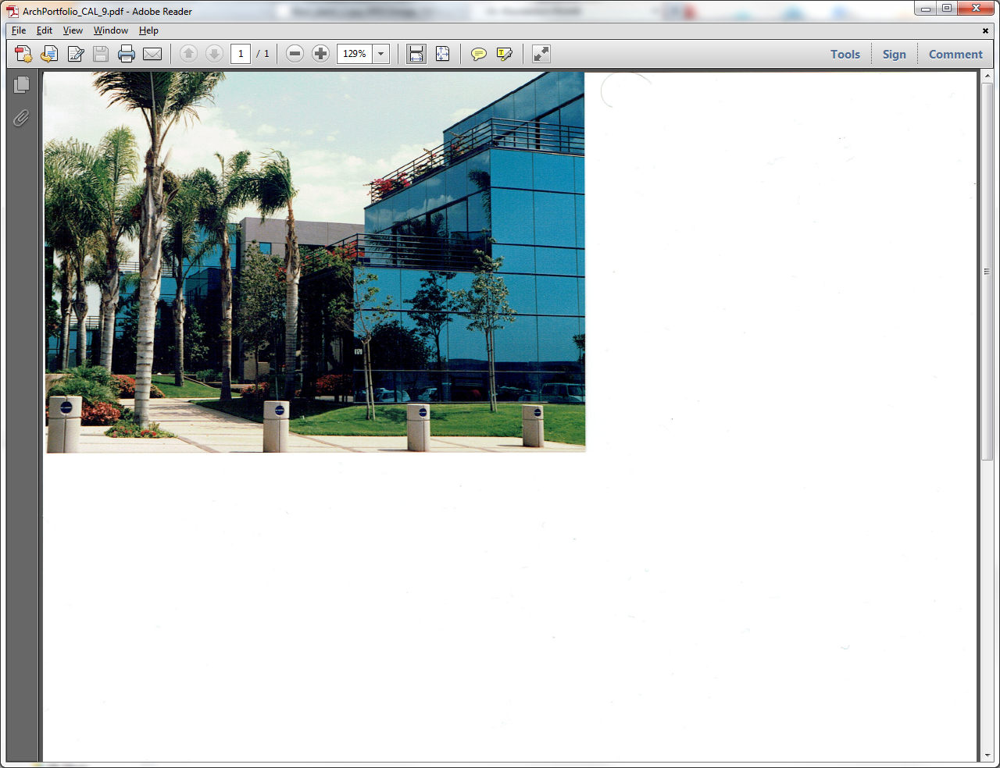 ArchPortfolio_CAL_9.pdf - Adobe Reader
File Edit View Window Help
1 / 1 129% Tools Sign Comment